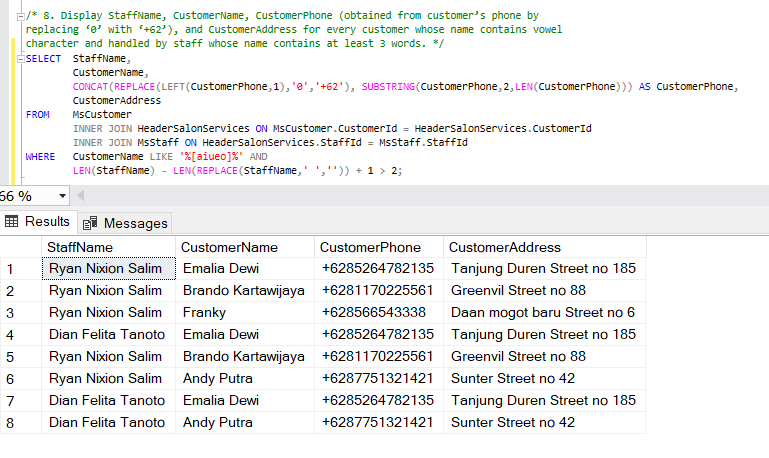 /* 8. Display StaffName, CustomerName, CustomerPhone (obtained from customer’s phone by
replacing ‘0’ with ‘+62’), and CustomerAddress for every customer whose name contains vowel
character and handled by staff whose name contains at least 3 words. */
SELECT StaffName,
CustomerName,
CONCAT(REPLACE(LEFT(CustomerPhone,1),'0','+62'), SUBSTRING(CustomerPhone,2,LEN(CustomerPhone))) AS CustomerPhone,
CustomerAddress
FROM MsCustomer
INNER JOIN HeaderSalonServices ON MsCustomer.CustomerId = HeaderSalonServices.CustomerId
INNER JOIN MsStaff ON HeaderSalonServices.StaffId = MsStaff.StaffId
WHERE CustomerName LIKE '%[aiueo]%' AND
LEN(StaffName) - LEN(REPLACE(StaffName,' ','')) + 1 > 2;
66 %
Results Messages
StaffName CustomerName CustomerPhone CustomerAddress
1 Ryan Nixion Salim Emalia Dewi +6285264782135 Tanjung Duren Street no 185
2 Ryan Nixion Salim Brando Kartawijaya +6281170225561 Greenvil Street no 88
3 Ryan Nixion Salim Franky +628566543338 Daan mogot baru Street no 6
4 Dian Felita Tanoto Emalia Dewi +6285264782135 Tanjung Duren Street no 185
5 Ryan Nixion Salim Brando Kartawijaya +6281170225561 Greenvil Street no 88
6 Ryan Nixion Salim Andy Putra +6287751321421 Sunter Street no 42
7 Dian Felita Tanoto Emalia Dewi +6285264782135 Tanjung Duren Street no 185
8 Dian Felita Tanoto Andy Putra +6287751321421 Sunter Street no 42